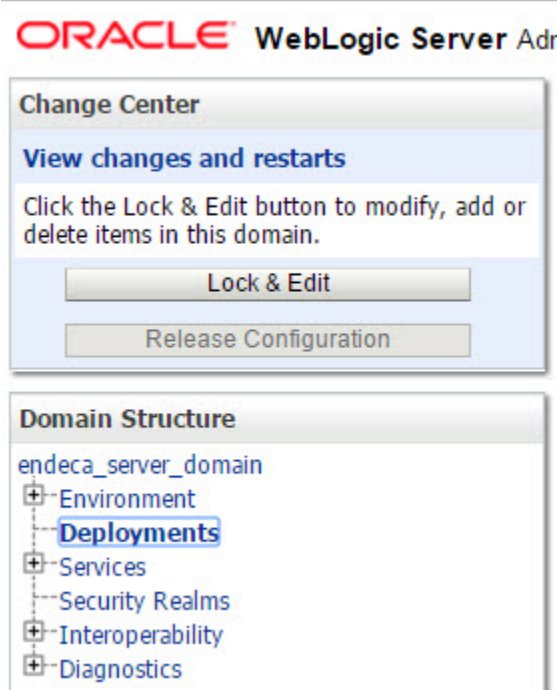 ORACLE WebLogic Server
Change Center
View changes and restarts
Click the Lock & Edit button to modify, add or
delete items in this domain.
Lock & Edit
Release Configuration
Domain Structure
endeca_server_domain
Environment
Deployments
Services
Security Realms
Interoperability
Diagnostics